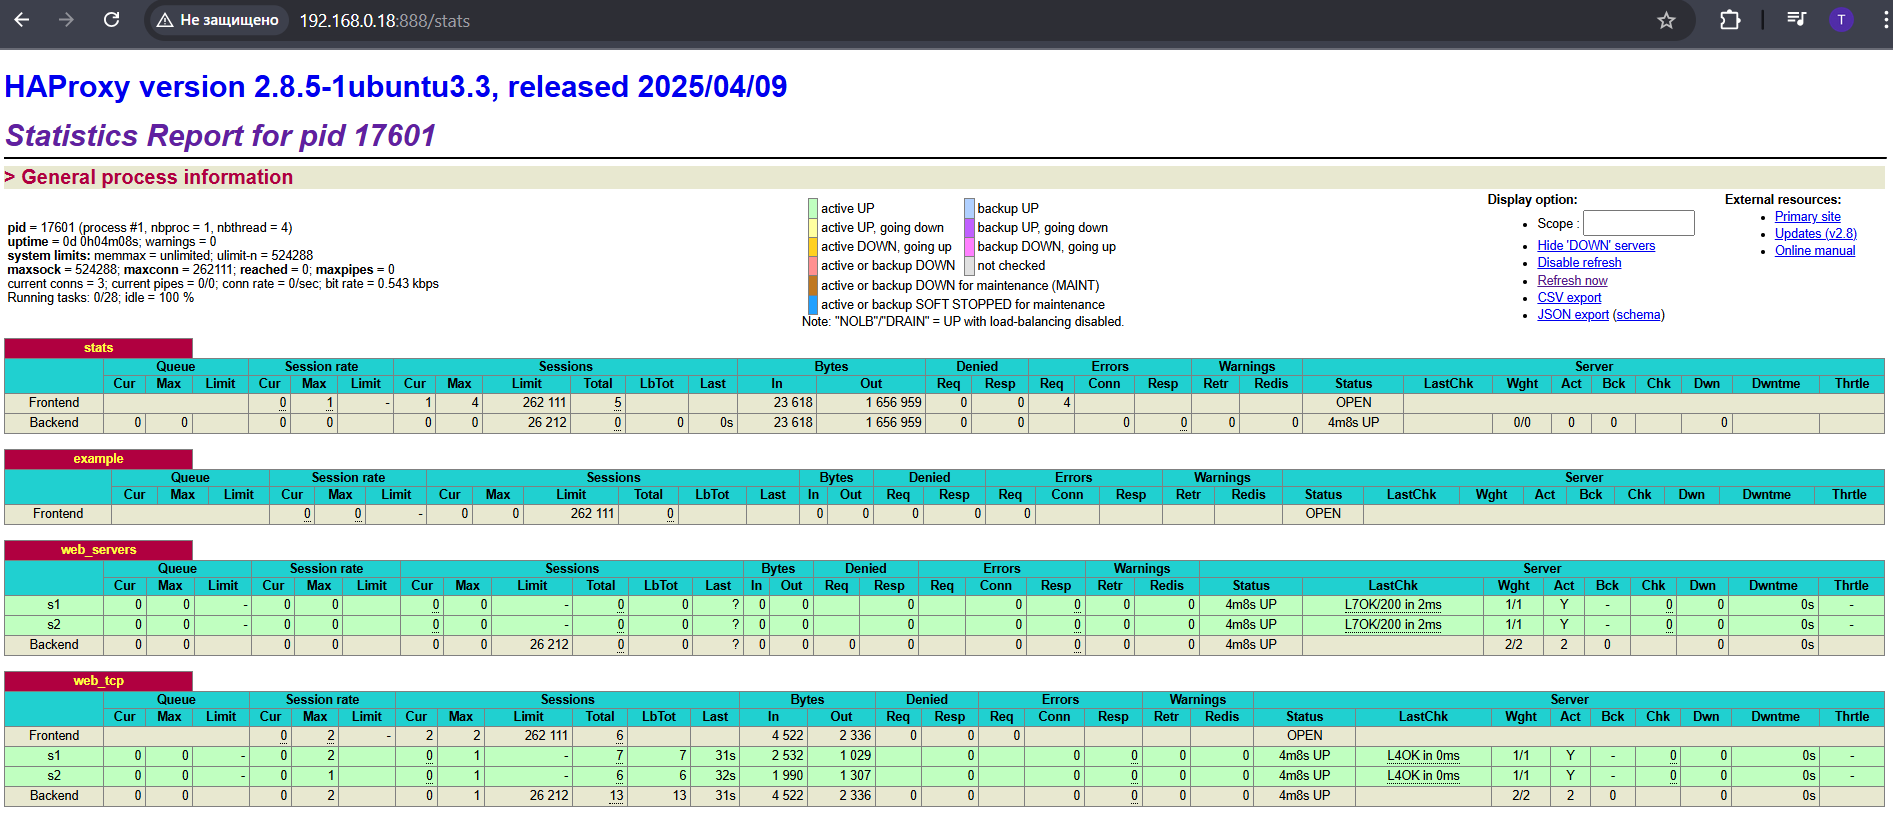 Не защищено 192.168.0.18:888/stats T
HAProxy version 2.8.5-1ubuntu3.3, released 2025/04/09
Statistics Report for pid 17601
> General process information
pid = 17601 (process #1, nbproc = 1, nbthread = 4)
uptime = 0d 0h04m08s; warnings = 0
system limits: memmax = unlimited; ulimit-n = 524288
maxsock = 524288; maxconn = 262111; reached = 0; maxpipes = 0
current conns = 3; current pipes = 0/0; conn rate = 0/sec; bit rate = 0.543 kbps
Running tasks: 0/28; idle = 100 %
active UP backup UP
active UP, going down backup UP, going down
active DOWN, going up backup DOWN, going up
active or backup DOWN not checked
active or backup DOWN for maintenance (MAINT)
active or backup SOFT STOPPED for maintenance
Note: "NOLB"/"DRAIN" = UP with load-balancing disabled.
Display option:
Scope :
Hide 'DOWN' servers
Disable refresh
Refresh now
CSV export
JSON export (schema)
External resources:
Primary site
Updates (v2.8)
Online manual
stats
Queue Session rate Sessions Bytes Denied Errors Warnings Server
Cur Max Limit Cur Max Limit Cur Max Limit Total LbTot Last In Out Req Resp Req Conn Resp Retr Redis Status LastChk Wght Act Bck Chk Dwn Dwntme Thrtle
Frontend 0 1 - 1 4 262 111 5 23 618 1 656 959 0 0 4 OPEN
Backend 0 0 0 0 0 0 26 212 0 0 0s 23 618 1 656 959 0 0 0 0 0 0 4m8s UP 0/0 0 0 0
example
Queue Session rate Sessions Bytes Denied Errors Warnings Server
Cur Max Limit Cur Max Limit Cur Max Limit Total LbTot Last In Out Req Resp Req Conn Resp Retr Redis Status LastChk Wght Act Bck Chk Dwn Dwntme Thrtle
Frontend 0 0 - 0 0 262 111 0 0 0 0 0 0 OPEN
web_servers
Queue Session rate Sessions Bytes Denied Errors Warnings Server
Cur Max Limit Cur Max Limit Cur Max Limit Total LbTot Last In Out Req Resp Req Conn Resp Retr Redis Status LastChk Wght Act Bck Chk Dwn Dwntme Thrtle
s1 0 0 - 0 0 0 0 - 0 0 ? 0 0 0 0 0 0 0 4m8s UP L7OK/200 in 2ms 1/1 Y - 0 0 0s -
s2 0 0 - 0 0 0 0 - 0 0 ? 0 0 0 0 0 0 0 4m8s UP L7OK/200 in 2ms 1/1 Y - 0 0 0s -
Backend 0 0 0 0 0 0 26 212 0 0 ? 0 0 0 0 0 0 0 0 4m8s UP 2/2 2 0 0 0s
web_tcp
Queue Session rate Sessions Bytes Denied Errors Warnings Server
Cur Max Limit Cur Max Limit Cur Max Limit Total LbTot Last In Out Req Resp Req Conn Resp Retr Redis Status LastChk Wght Act Bck Chk Dwn Dwntme Thrtle
Frontend 0 2 - 2 2 262 111 6 4 522 2 336 0 0 0 OPEN
s1 0 0 - 0 2 0 1 - 7 7 31s 2 532 1 029 0 0 0 0 0 4m8s UP L4OK in 0ms 1/1 Y - 0 0 0s -
s2 0 0 - 0 1 0 1 - 6 6 32s 1 990 1 307 0 0 0 0 0 4m8s UP L4OK in 0ms 1/1 Y - 0 0 0s -
Backend 0 0 0 2 0 1 26 212 13 13 31s 4 522 2 336 0 0 0 0 0 0 4m8s UP 2/2 2 0 0 0s